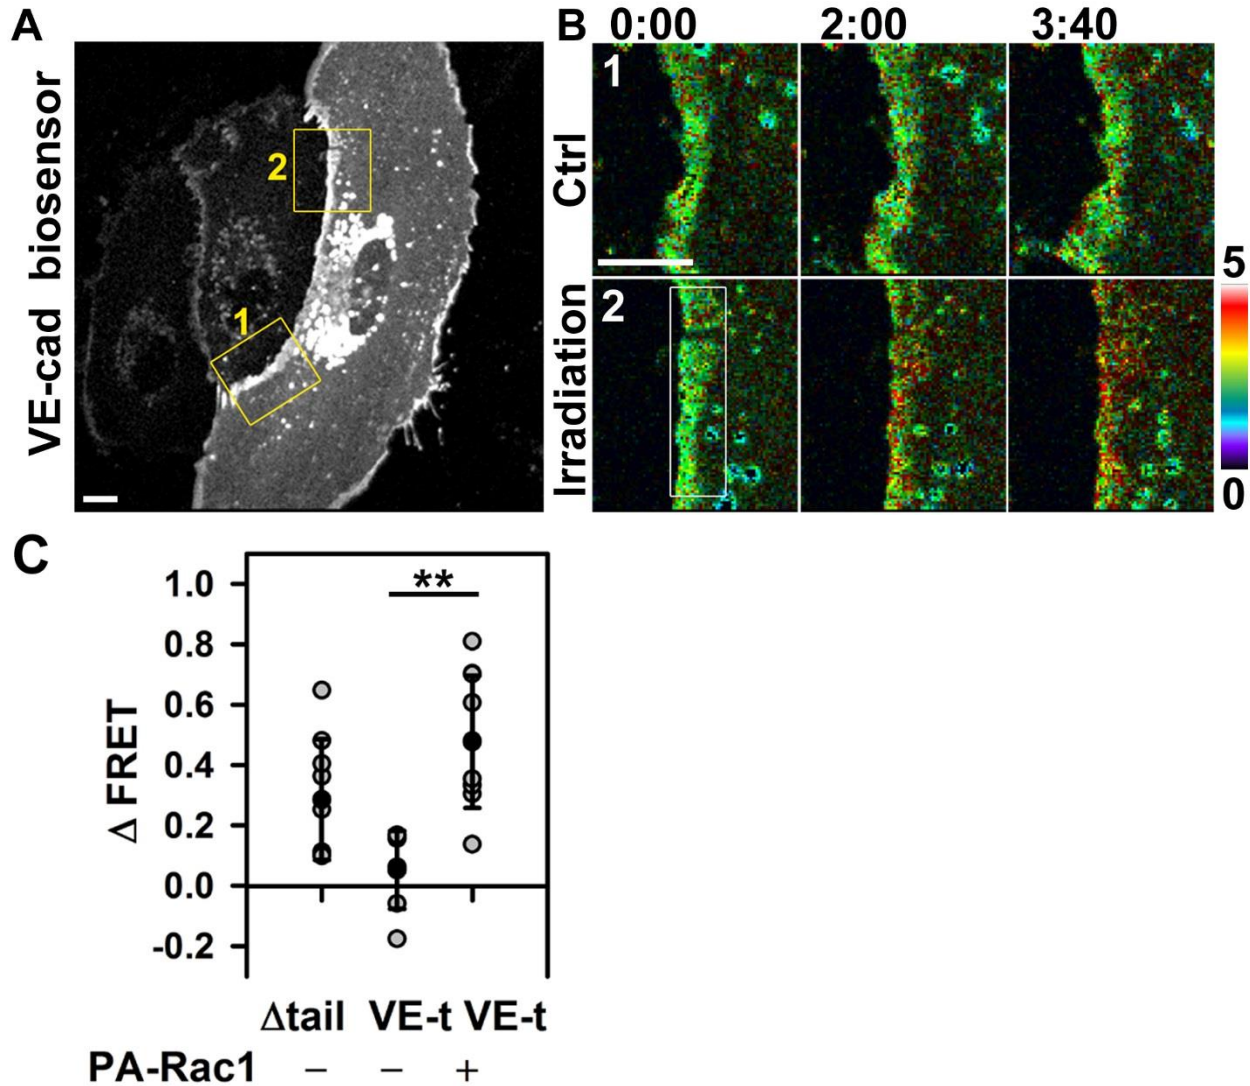 A
VE-cad biosensor
2
1
B
0:00 2:00 3:40
Ctrl
1
Irradiation
2
5
0
C
Δ FRET
1.0
0.8
0.6
0.4
0.2
0.0
-0.2
**
Δtail VE-t VE-t
PA-Rac1 − − +